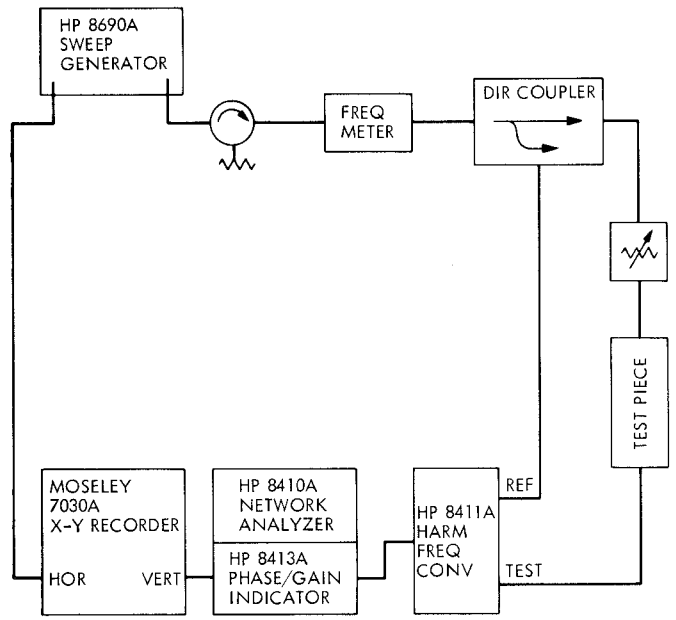 HP 8690A
SWEEP
GENERATOR
FREQ
METER
DIR COUPLER
TEST PIECE
MOSELEY
7030A
X-Y RECORDER
HOR
VERT
HP 8410A
NETWORK
ANALYZER
HP 8413A
PHASE/GAIN
INDICATOR
HP 8411A
HARM
FREQ
CONV
REF
TEST